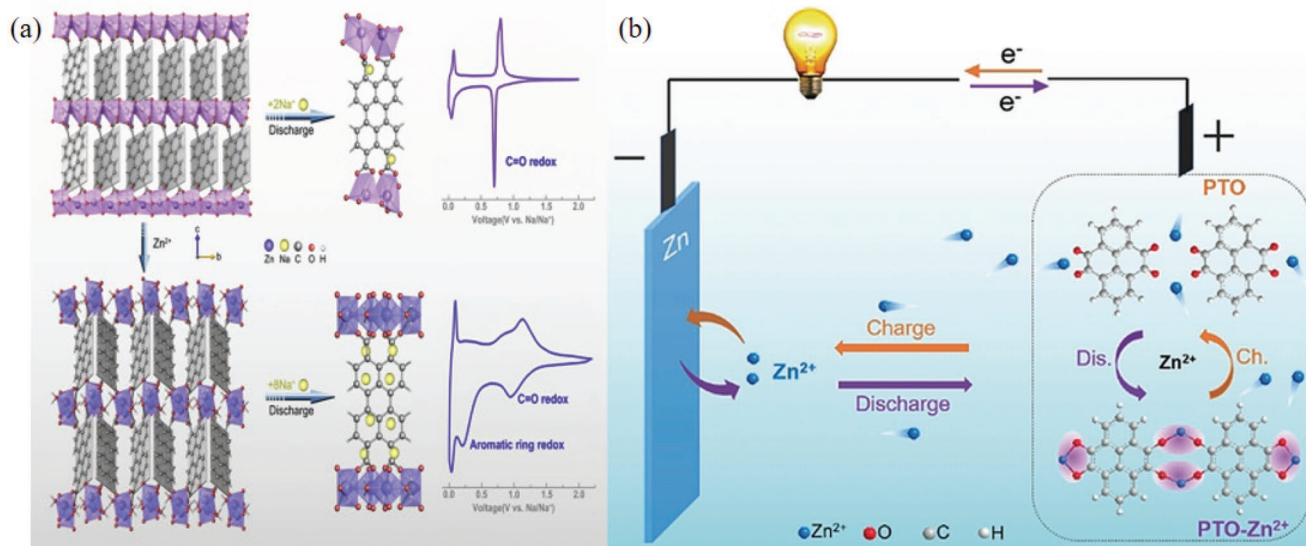 (a)
+2Na⁺
Discharge
C=O redox
0.0 0.5 1.0 1.5 2.0
Voltage(V vs. Na/Na⁺)
Zn²⁺
c
b
Zn Na C O H
+8Na⁺
Discharge
C=O redox
Aromatic ring redox
0.0 0.5 1.0 1.5 2.0
Voltage(V vs. Na/Na⁺)
(b)
e⁻
e⁻
−
+
PTO
Zn
Charge
Zn²⁺
Discharge
Dis.
Zn²⁺
Ch.
PTO-Zn²⁺
Zn²⁺ O C H